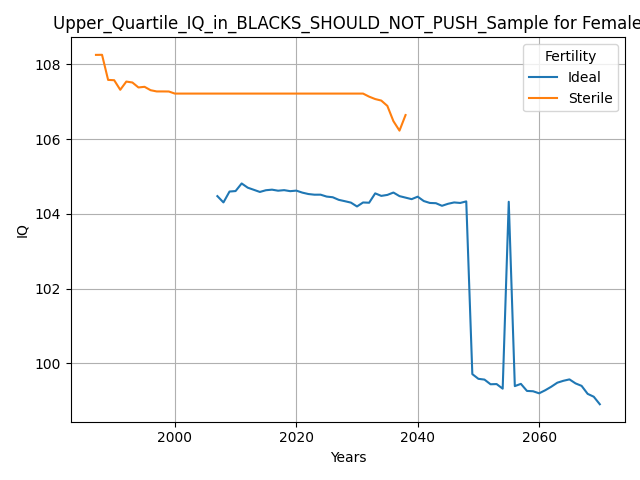 Upper_Quartile_IQ_in_BLACKS_SHOULD_NOT_PUSH_Sample for Female
108
106
104
102
100
IQ
Fertility
Ideal
Sterile
2000
2020
2040
2060
Years